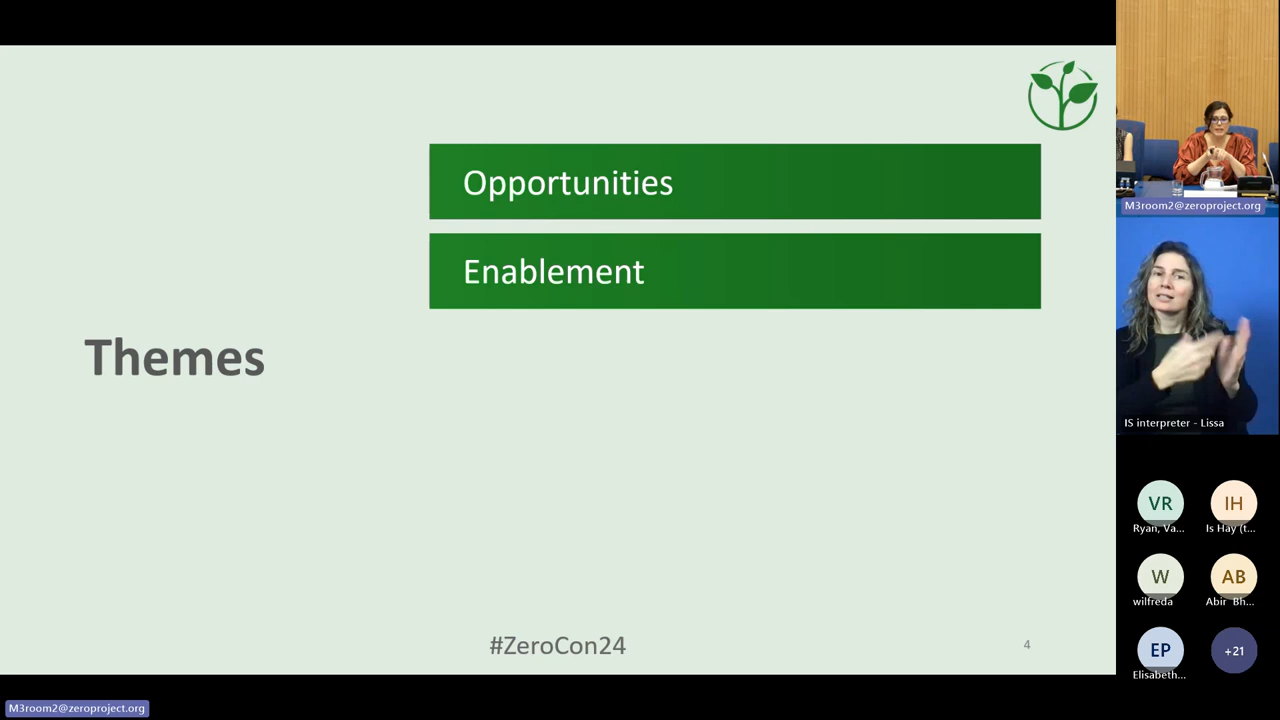 Opportunities
Enablement
Themes
#ZeroCon24
4
M3room2@zeroproject.org
IS interpreter - Lissa
VR
Ryan, Va...
IH
Is Hay (t...
W
wilfreda
AB
Abir Bh...
EP
Elisabeth...
+21
M3room2@zeroproject.org